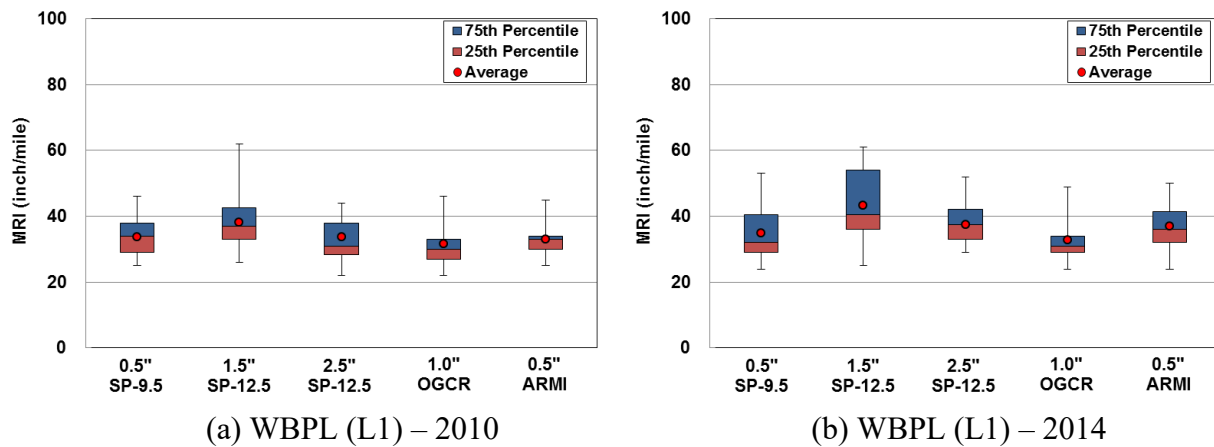 100
80
60
40
20
0
MRI (inch/mile)
75th Percentile
25th Percentile
Average
0.5" 1.5" 2.5" 1.0" 0.5"
SP-9.5 SP-12.5 SP-12.5 OGCR ARMI
(a) WBPL (L1) – 2010
100
80
60
40
20
0
MRI (inch/mile)
75th Percentile
25th Percentile
Average
0.5" 1.5" 2.5" 1.0" 0.5"
SP-9.5 SP-12.5 SP-12.5 OGCR ARMI
(b) WBPL (L1) – 2014